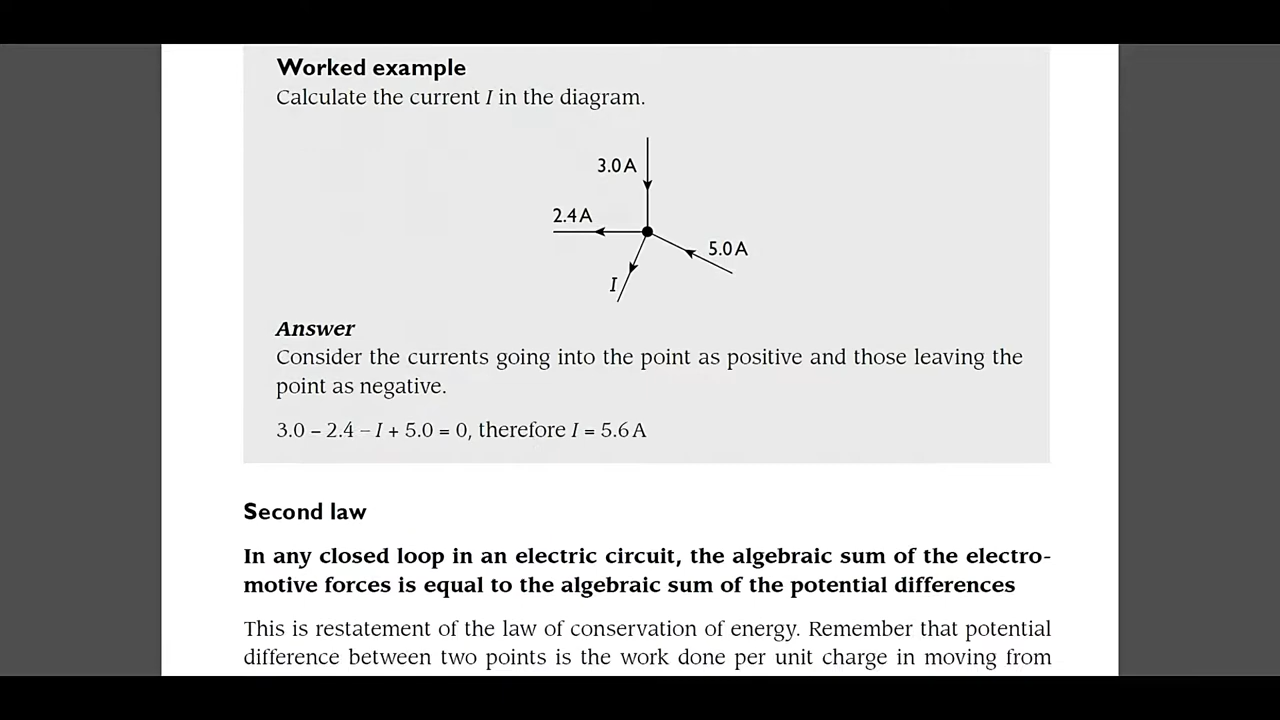 Worked example
Calculate the current I in the diagram.
3.0 A
2.4 A
5.0 A
I
Answer
Consider the currents going into the point as positive and those leaving the
point as negative.
3.0 – 2.4 – I + 5.0 = 0, therefore I = 5.6 A
Second law
In any closed loop in an electric circuit, the algebraic sum of the electro-
motive forces is equal to the algebraic sum of the potential differences
This is restatement of the law of conservation of energy. Remember that potential
difference between two points is the work done per unit charge in moving from